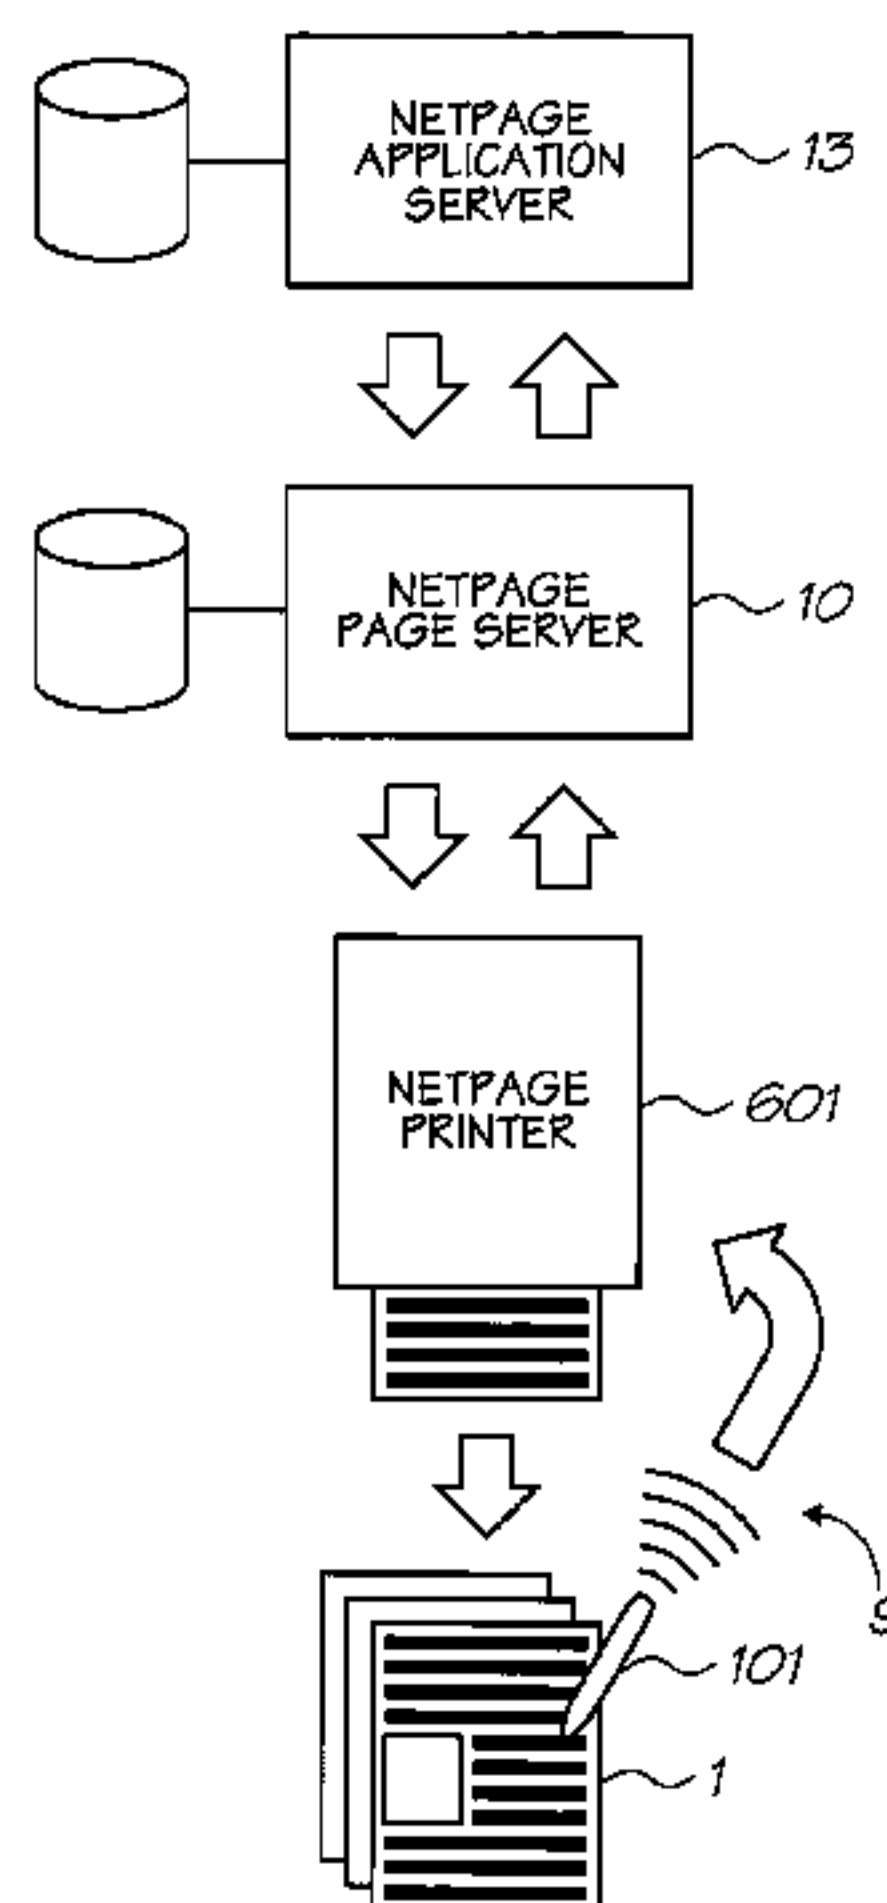 NETPAGE
APPLICATION
SERVER
13
NETPAGE
PAGE SERVER
10
NETPAGE
PRINTER
601
101
1